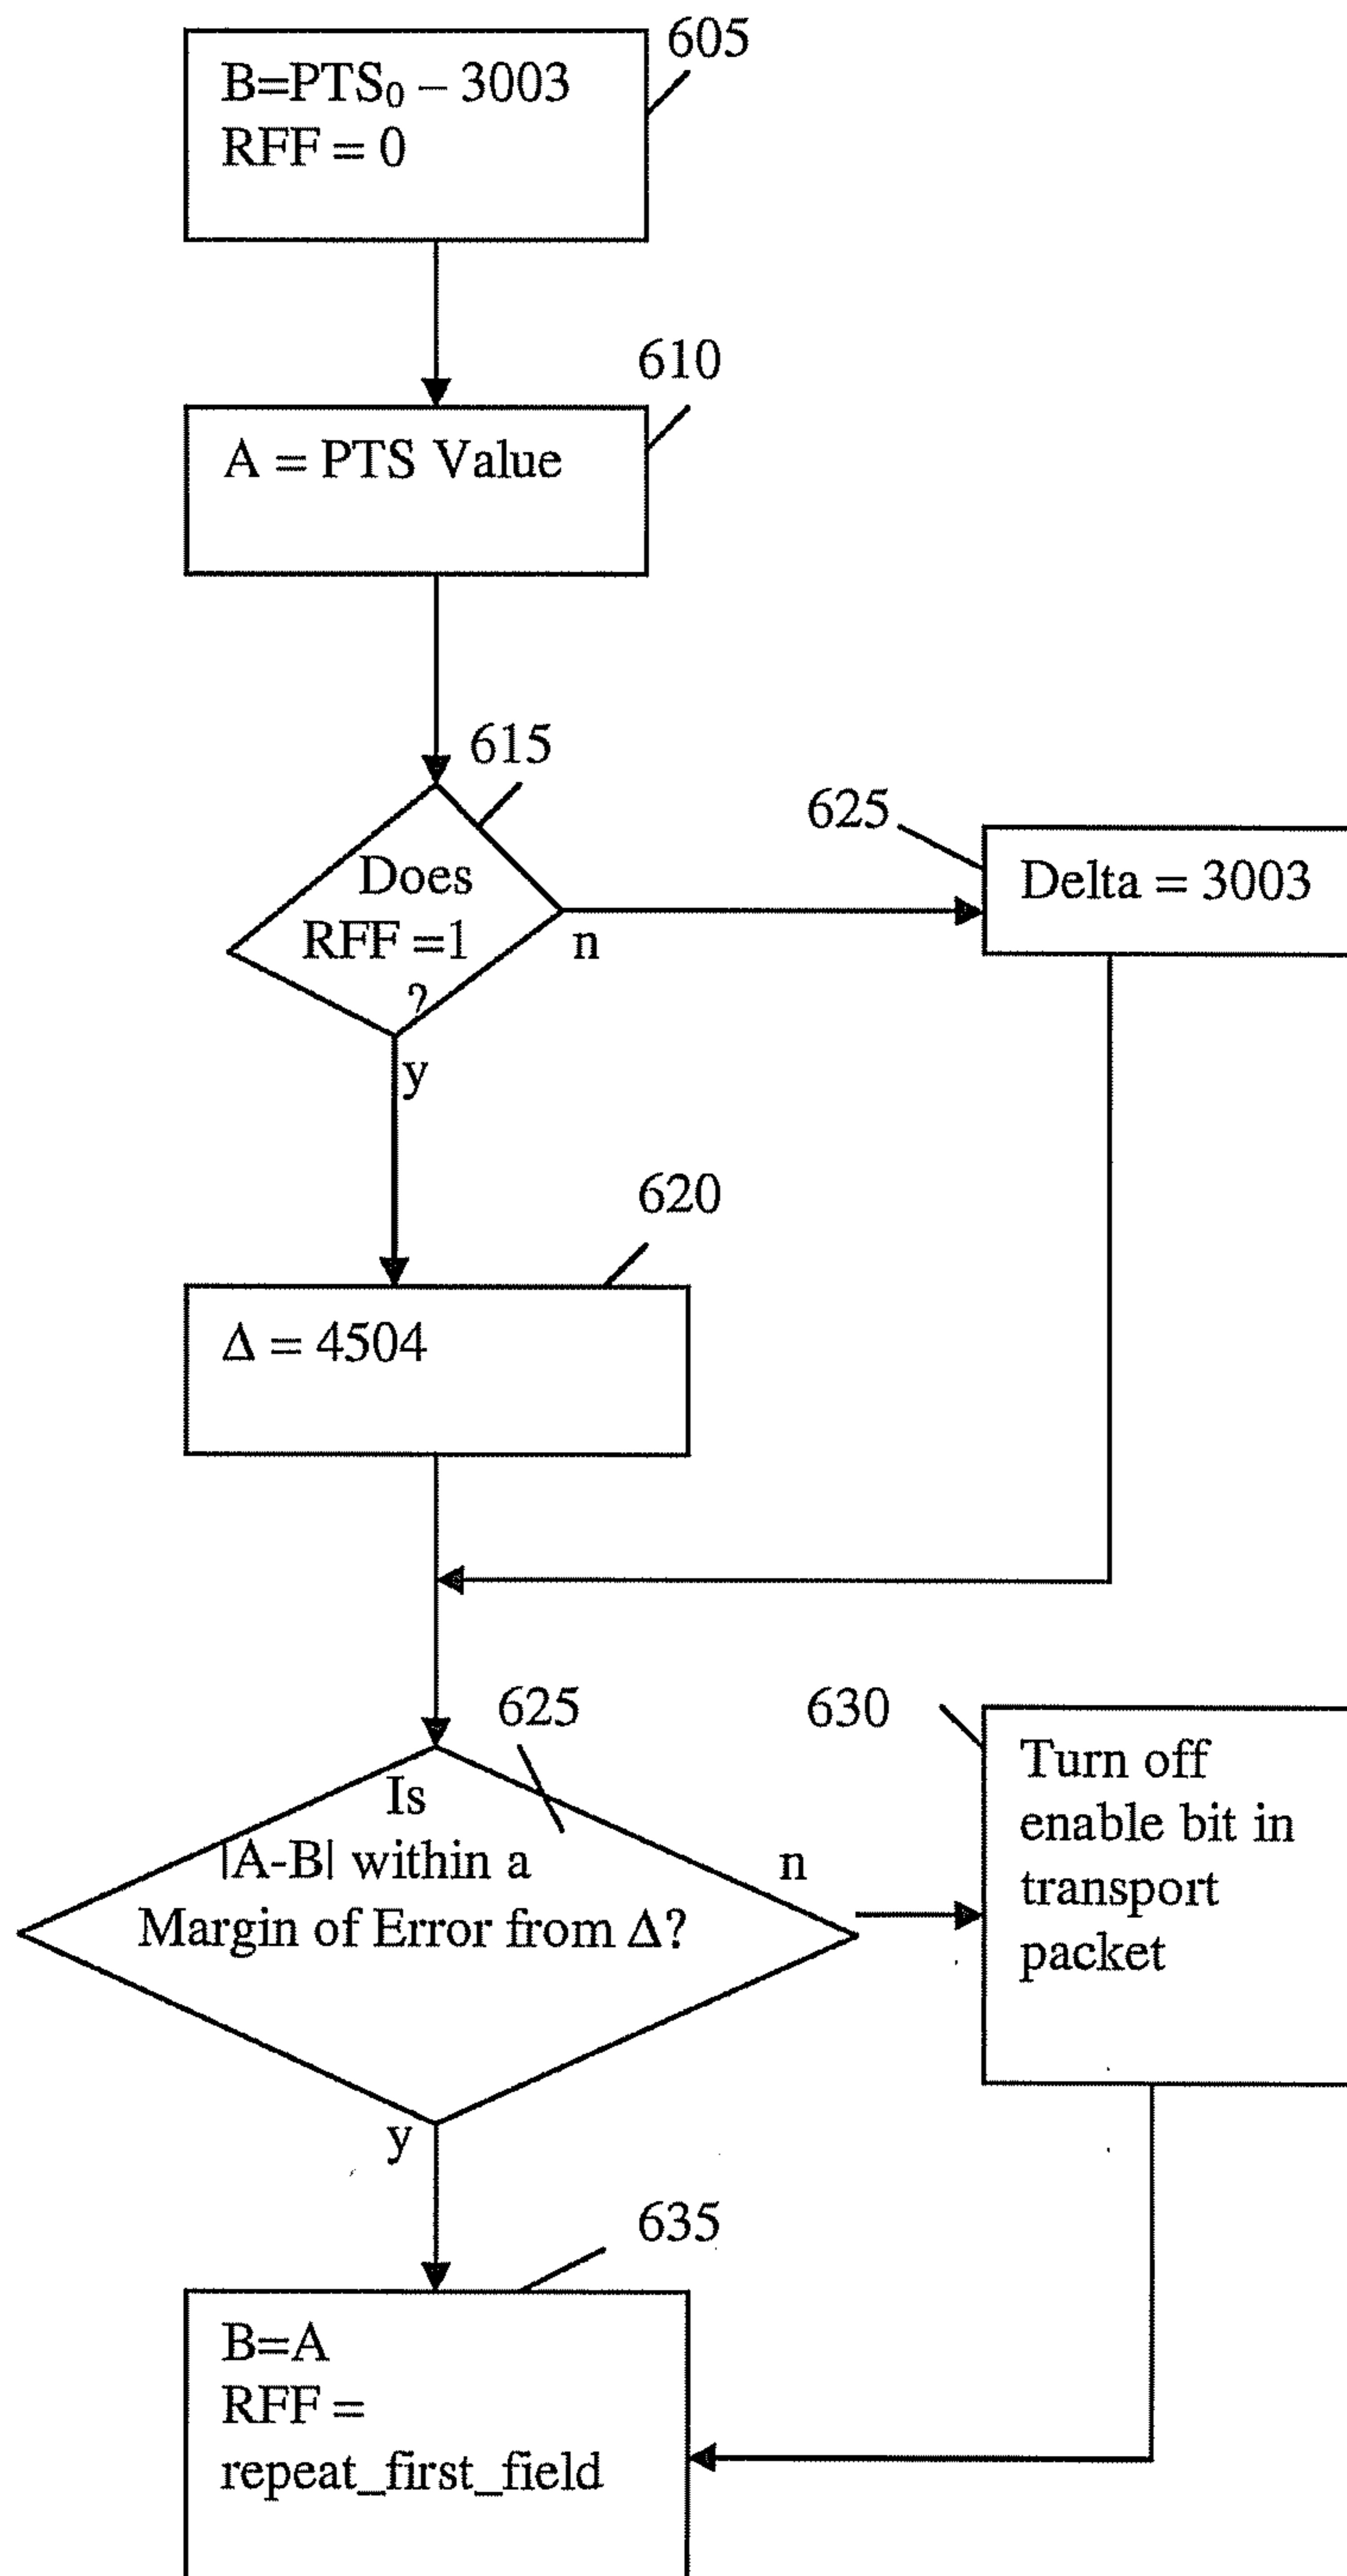 605
B=PTS₀ – 3003
RFF = 0
610
A = PTS Value
615
Does
RFF =1
?
n
y
625
Delta = 3003
620
Δ = 4504
625
Is
|A-B| within a
Margin of Error from Δ?
n
y
630
Turn off
enable bit in
transport
packet
635
B=A
RFF =
repeat_first_field